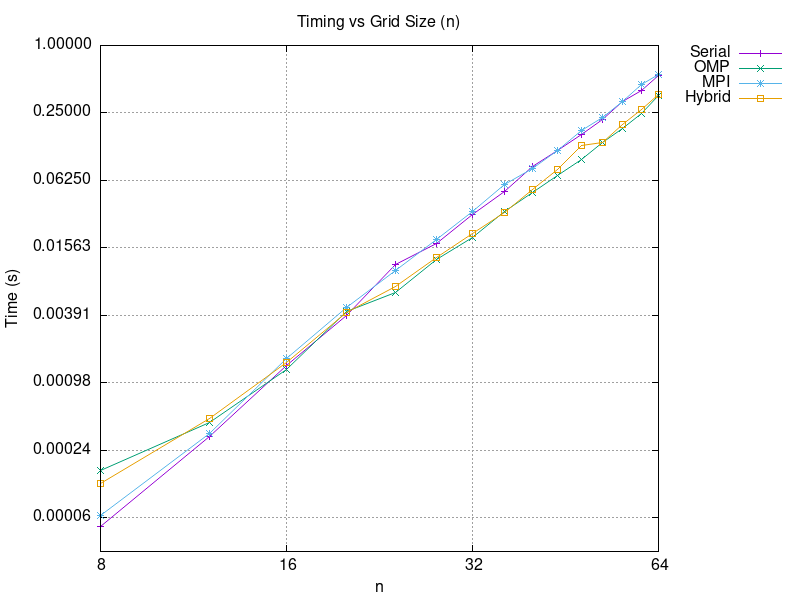 Timing vs Grid Size (n)
Serial
OMP
MPI
Hybrid
1.00000
0.25000
0.06250
0.01563
0.00391
0.00098
0.00024
0.00006
Time (s)
8 16 32 64
n